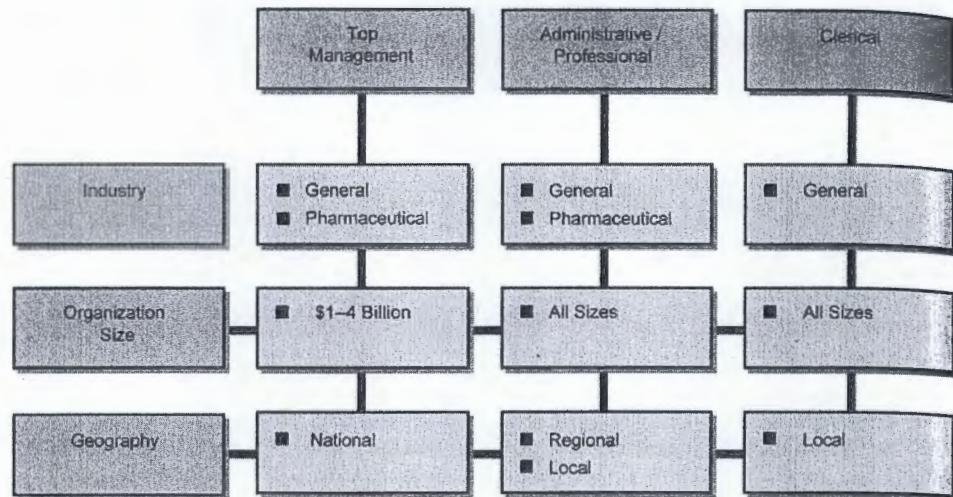 Top
Management
Administrative /
Professional
Clerical
Industry
■ General
■ Pharmaceutical
■ General
■ Pharmaceutical
■ General
Organization
Size
■ $1–4 Billion
■ All Sizes
■ All Sizes
Geography
■ National
■ Regional
■ Local
■ Local